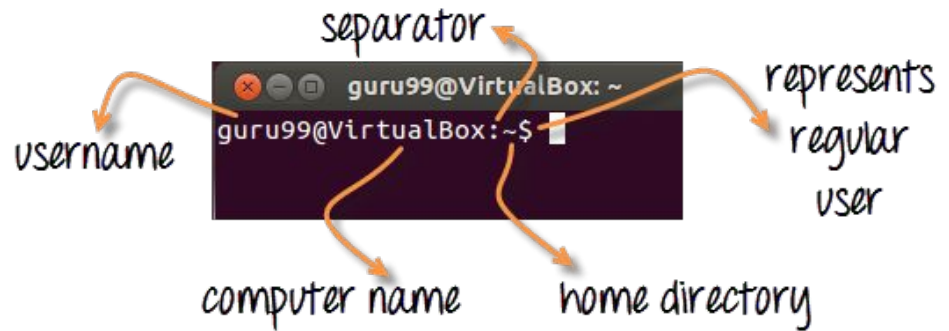 separator
guru99@VirtualBox: ~
represents
regular
user
guru99@VirtualBox:~$
username
computer name
home directory